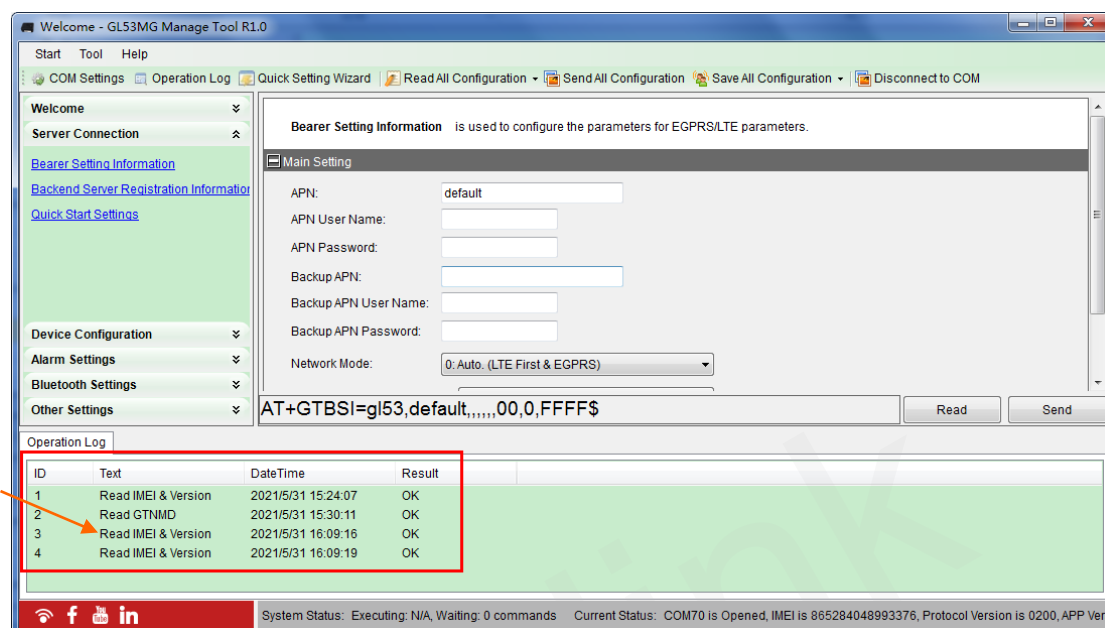 Welcome - GL53MG Manage Tool R1.0
Start Tool Help
COM Settings Operation Log Quick Setting Wizard Read All Configuration Send All Configuration Save All Configuration Disconnect to COM
Welcome
Server Connection
Bearer Setting Information
Backend Server Registration Information
Quick Start Settings
Device Configuration
Alarm Settings
Bluetooth Settings
Other Settings
Bearer Setting Information is used to configure the parameters for EGPRS/LTE parameters.
Main Setting
APN: default
APN User Name:
APN Password:
Backup APN:
Backup APN User Name:
Backup APN Password:
Network Mode: 0: Auto. (LTE First & EGPRS)
AT+GTBSI=gl53,default,,,,,00,0,FFFF$ Read Send
Operation Log
ID Text DateTime Result
1 Read IMEI & Version 2021/5/31 15:24:07 OK
2 Read GTNMD 2021/5/31 15:30:11 OK
3 Read IMEI & Version 2021/5/31 16:09:16 OK
4 Read IMEI & Version 2021/5/31 16:09:19 OK
System Status: Executing: N/A, Waiting: 0 commands Current Status: COM70 is Opened, IMEI is 865284048993376, Protocol Version is 0200, APP Ver